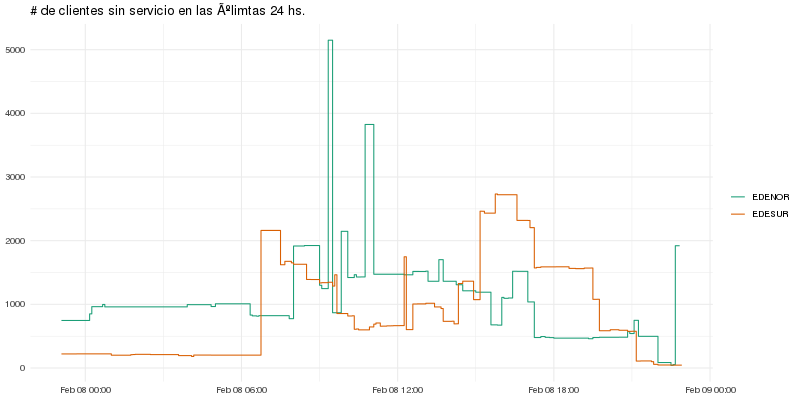 # de clientes sin servicio en las Ãºlimtas 24 hs.
5000
4000
3000
2000
1000
0
Feb 08 00:00
Feb 08 06:00
Feb 08 12:00
Feb 08 18:00
Feb 09 00:00
EDENOR
EDESUR